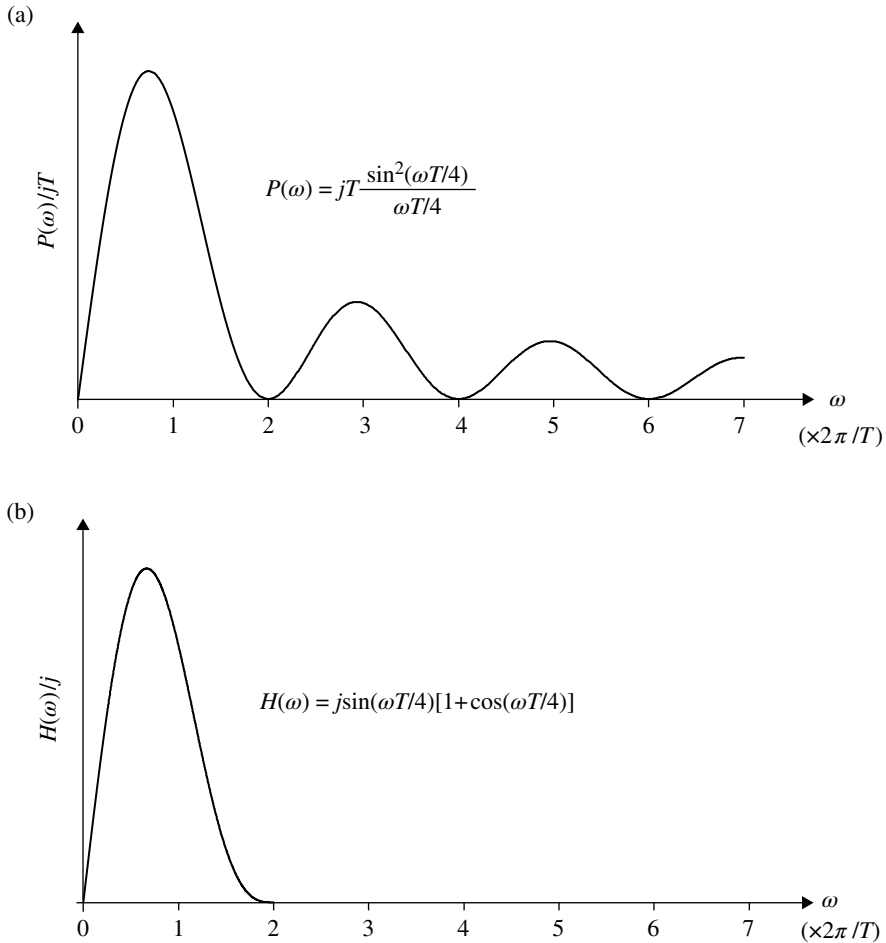 (a)
P(ω)/jT
P(ω) = jT sin²(ωT/4) / ωT/4
0 1 2 3 4 5 6 7 ω
(×2π/T)
(b)
H(ω)/j
H(ω) = jsin(ωT/4)[1+cos(ωT/4)]
0 1 2 3 4 5 6 7 ω
(×2π/T)